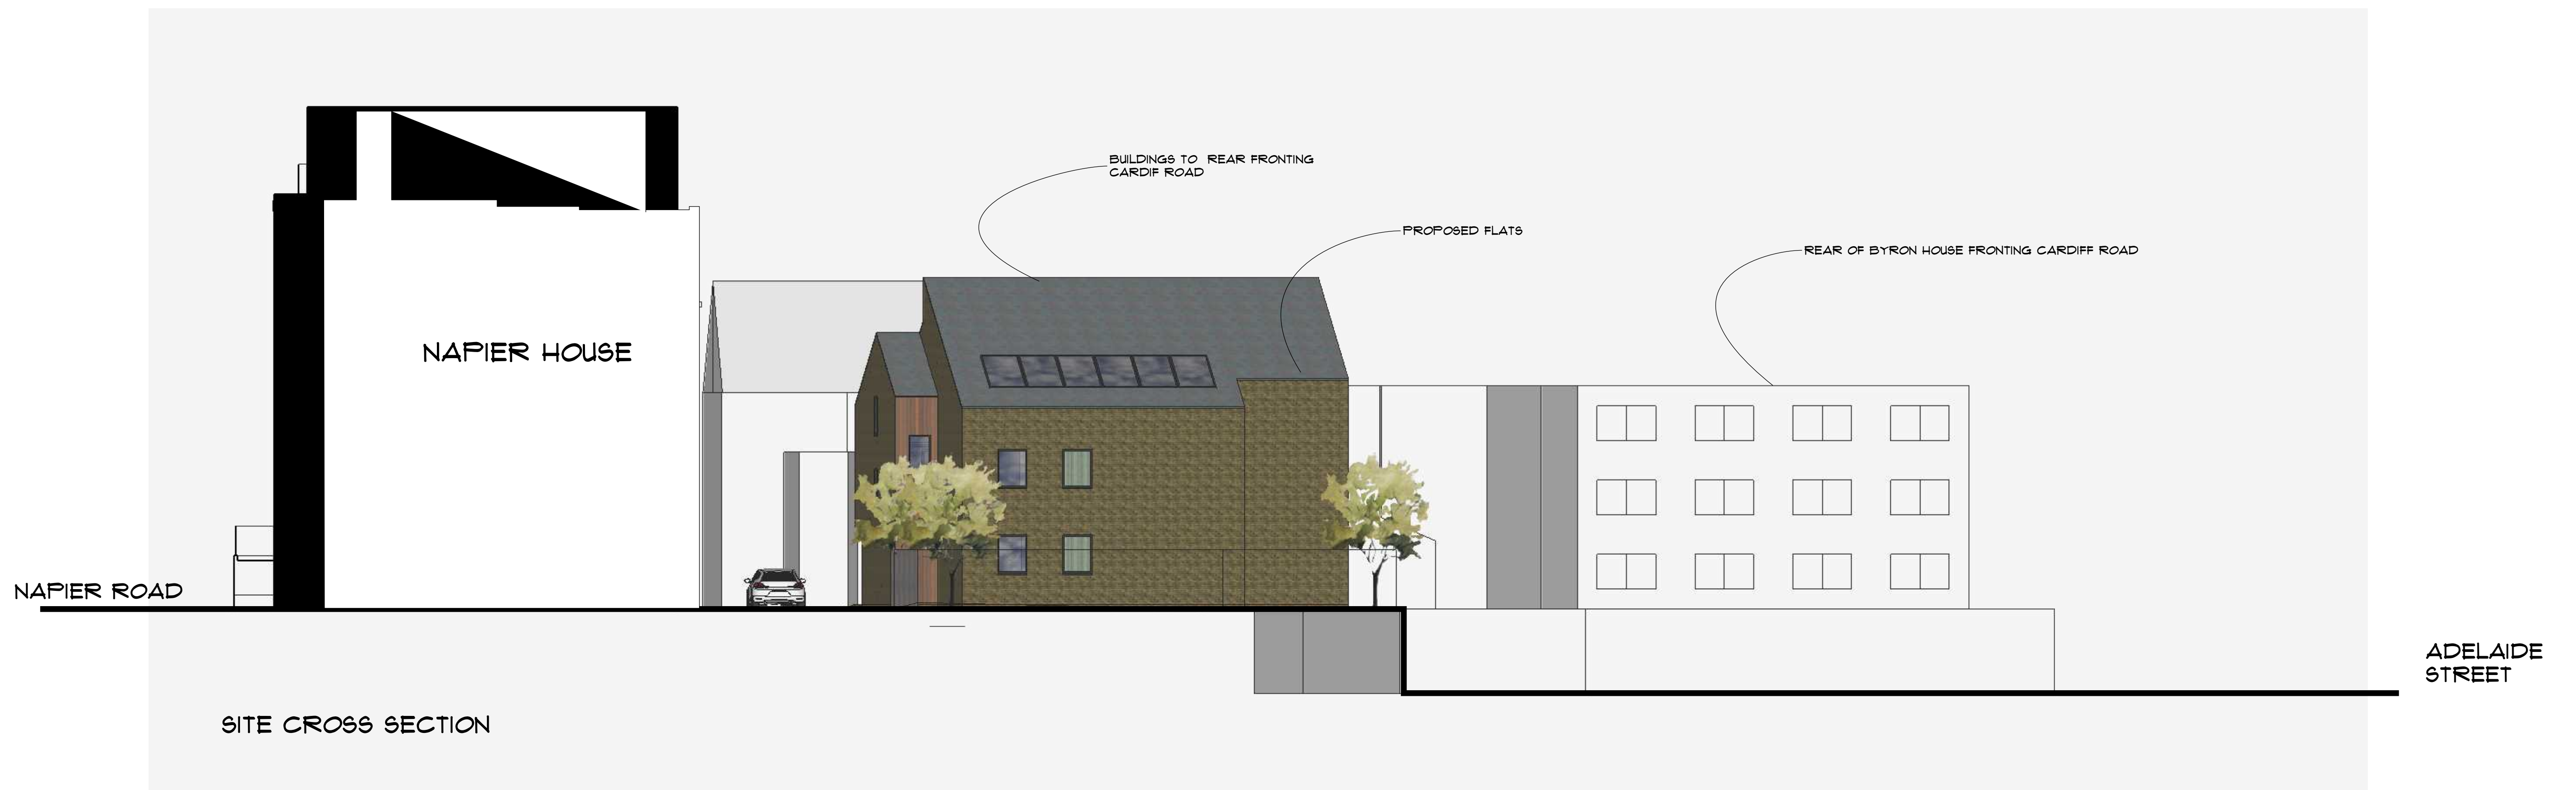 BUILDINGS TO REAR FRONTING
CARDIF ROAD
PROPOSED FLATS
REAR OF BYRON HOUSE FRONTING CARDIFF ROAD
NAPIER HOUSE
NAPIER ROAD
ADELAIDE
STREET
SITE CROSS SECTION